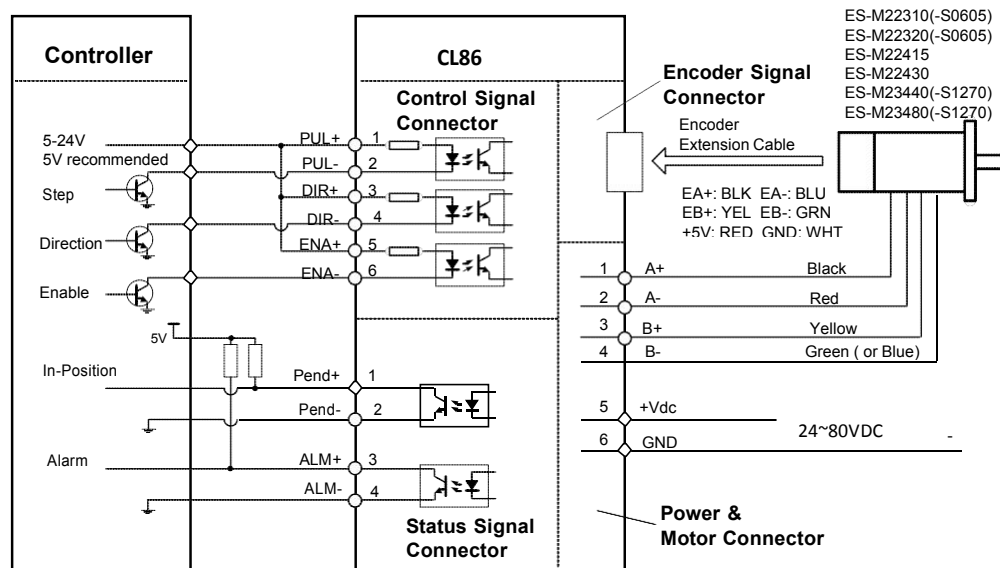 Controller
5-24V
5V recommended
Step
Direction
Enable
5V
In-Position
Alarm
CL86
Control Signal
Connector
PUL+ 1
PUL- 2
DIR+ 3
DIR- 4
ENA+ 5
ENA- 6
Pend+ 1
Pend- 2
ALM+ 3
ALM- 4
Status Signal
Connector
Encoder Signal
Connector
Encoder
Extension Cable
EA+: BLK EA-: BLU
EB+: YEL EB-: GRN
+5V: RED GND: WHT
ES-M22310(-S0605)
ES-M22320(-S0605)
ES-M22415
ES-M22430
ES-M23440(-S1270)
ES-M23480(-S1270)
1 A+ Black
2 A- Red
3 B+ Yellow
4 B- Green ( or Blue)
5 +Vdc
24~80VDC -
6 GND
Power &
Motor Connector